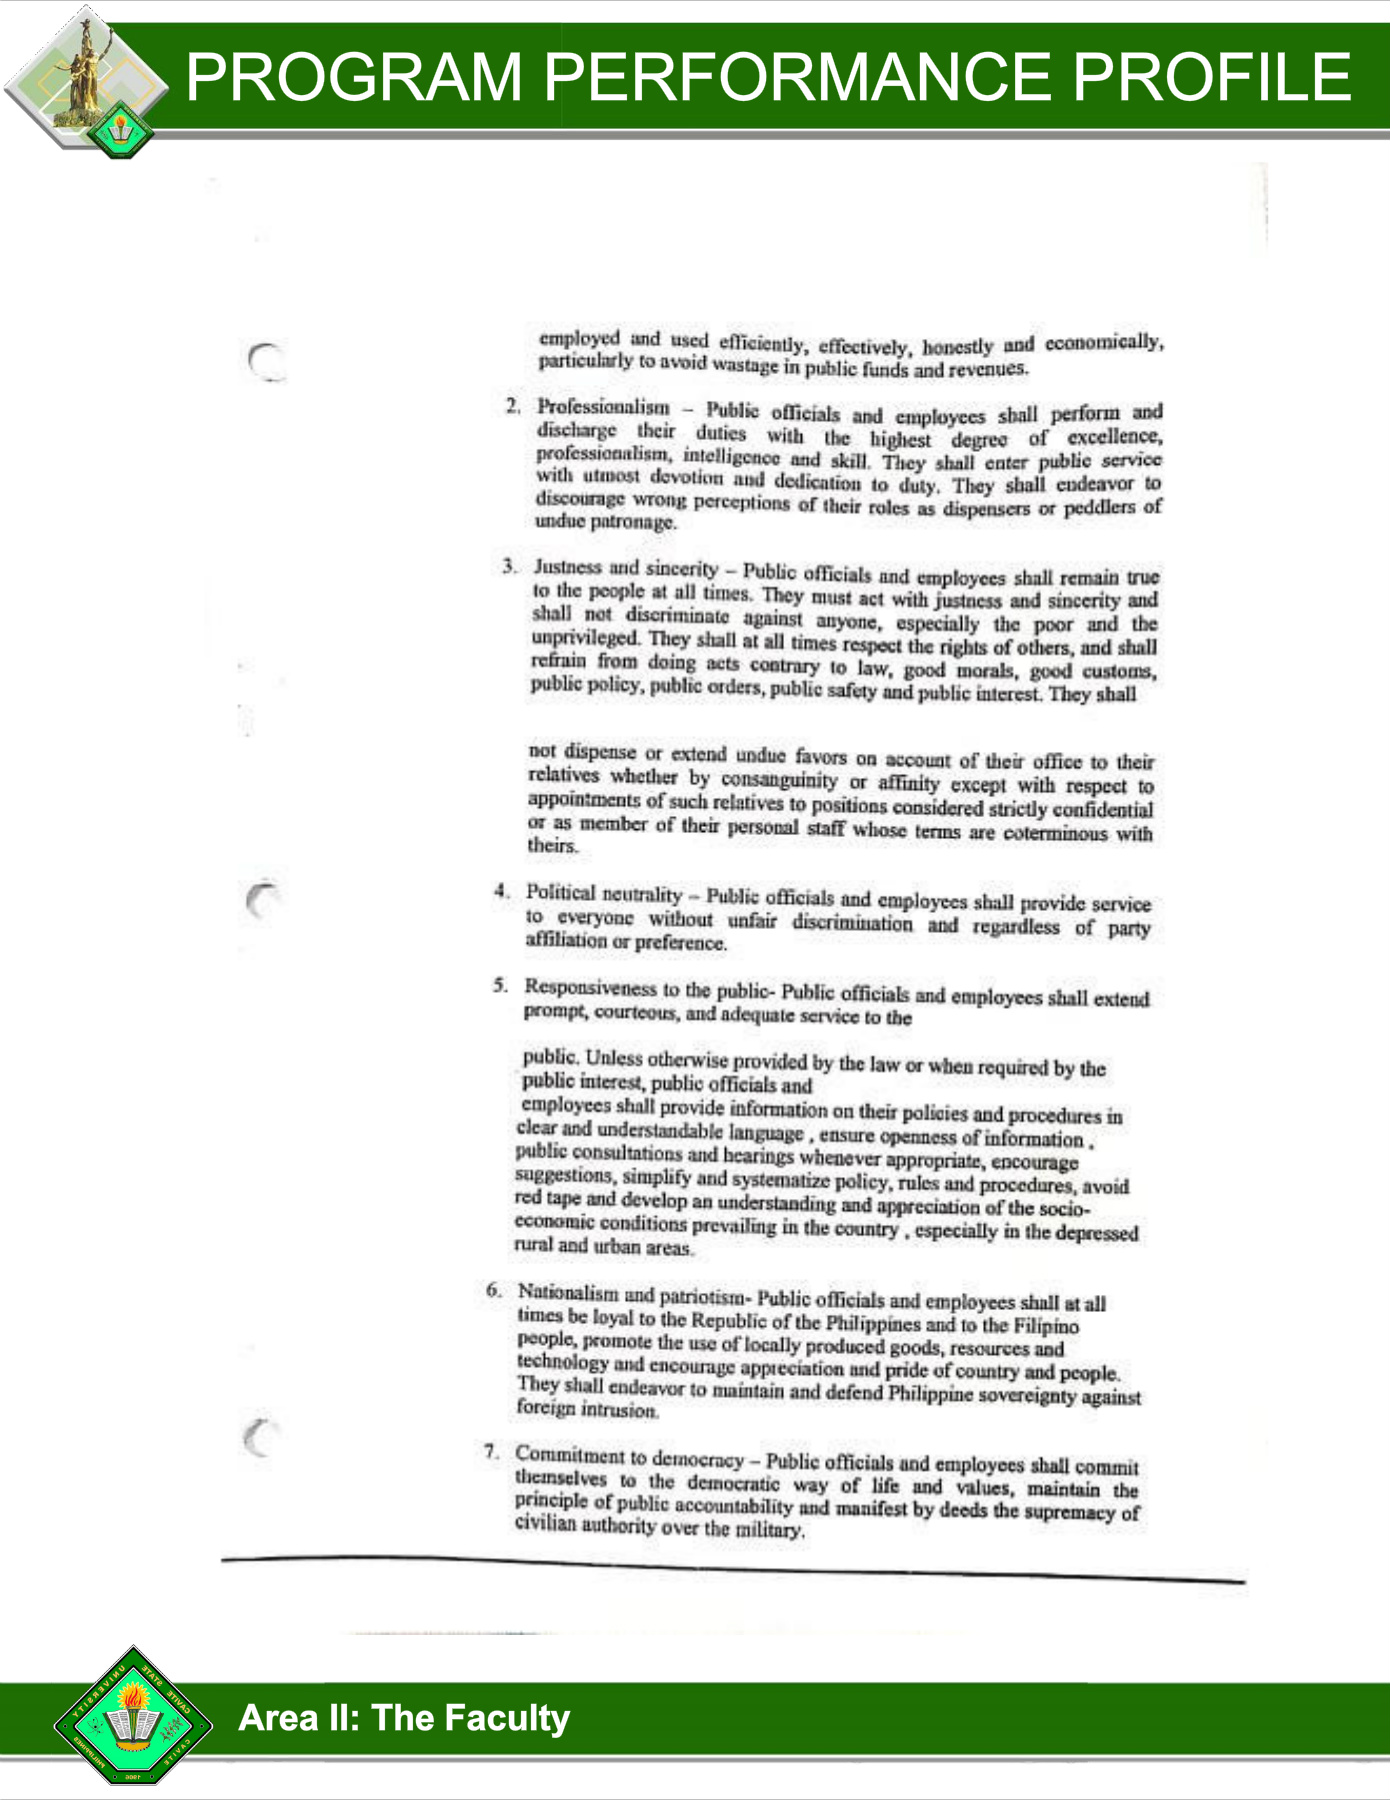 PROGRAM PERFORMANCE PROFILE
employed and used efficiently, effectively, honestly and economically,
particularly to avoid wastage in public funds and revenues.
2. Professionalism – Public officials and employees shall perform and
discharge their duties with the highest degree of excellence,
professionalism, intelligence and skill. They shall enter public service
with utmost devotion and dedication to duty. They shall endeavor to
discourage wrong perceptions of their roles as dispensers or peddlers of
undue patronage.
3. Justness and sincerity – Public officials and employees shall remain true
to the people at all times. They must act with justness and sincerity and
shall not discriminate against anyone, especially the poor and the
unprivileged. They shall at all times respect the rights of others, and shall
refrain from doing acts contrary to law, good morals, good customs,
public policy, public orders, public safety and public interest. They shall
not dispense or extend undue favors on account of their office to their
relatives whether by consanguinity or affinity except with respect to
appointments of such relatives to positions considered strictly confidential
or as member of their personal staff whose terms are coterminous with
theirs.
4. Political neutrality – Public officials and employees shall provide service
to everyone without unfair discrimination and regardless of party
affiliation or preference.
5. Responsiveness to the public- Public officials and employees shall extend
prompt, courteous, and adequate service to the
public. Unless otherwise provided by the law or when required by the
public interest, public officials and
employees shall provide information on their policies and procedures in
clear and understandable language , ensure openness of information ,
public consultations and hearings whenever appropriate, encourage
suggestions, simplify and systematize policy, rules and procedures, avoid
red tape and develop an understanding and appreciation of the socio-
economic conditions prevailing in the country , especially in the depressed
rural and urban areas.
6. Nationalism and patriotism- Public officials and employees shall at all
times be loyal to the Republic of the Philippines and to the Filipino
people, promote the use of locally produced goods, resources and
technology and encourage appreciation and pride of country and people.
They shall endeavor to maintain and defend Philippine sovereignty against
foreign intrusion.
7. Commitment to democracy – Public officials and employees shall commit
themselves to the democratic way of life and values, maintain the
principle of public accountability and manifest by deeds the supremacy of
civilian authority over the military.
CAVITE STATE UNIVERSITY
CAVITE PHILIPPINES
1906
Area II: The Faculty